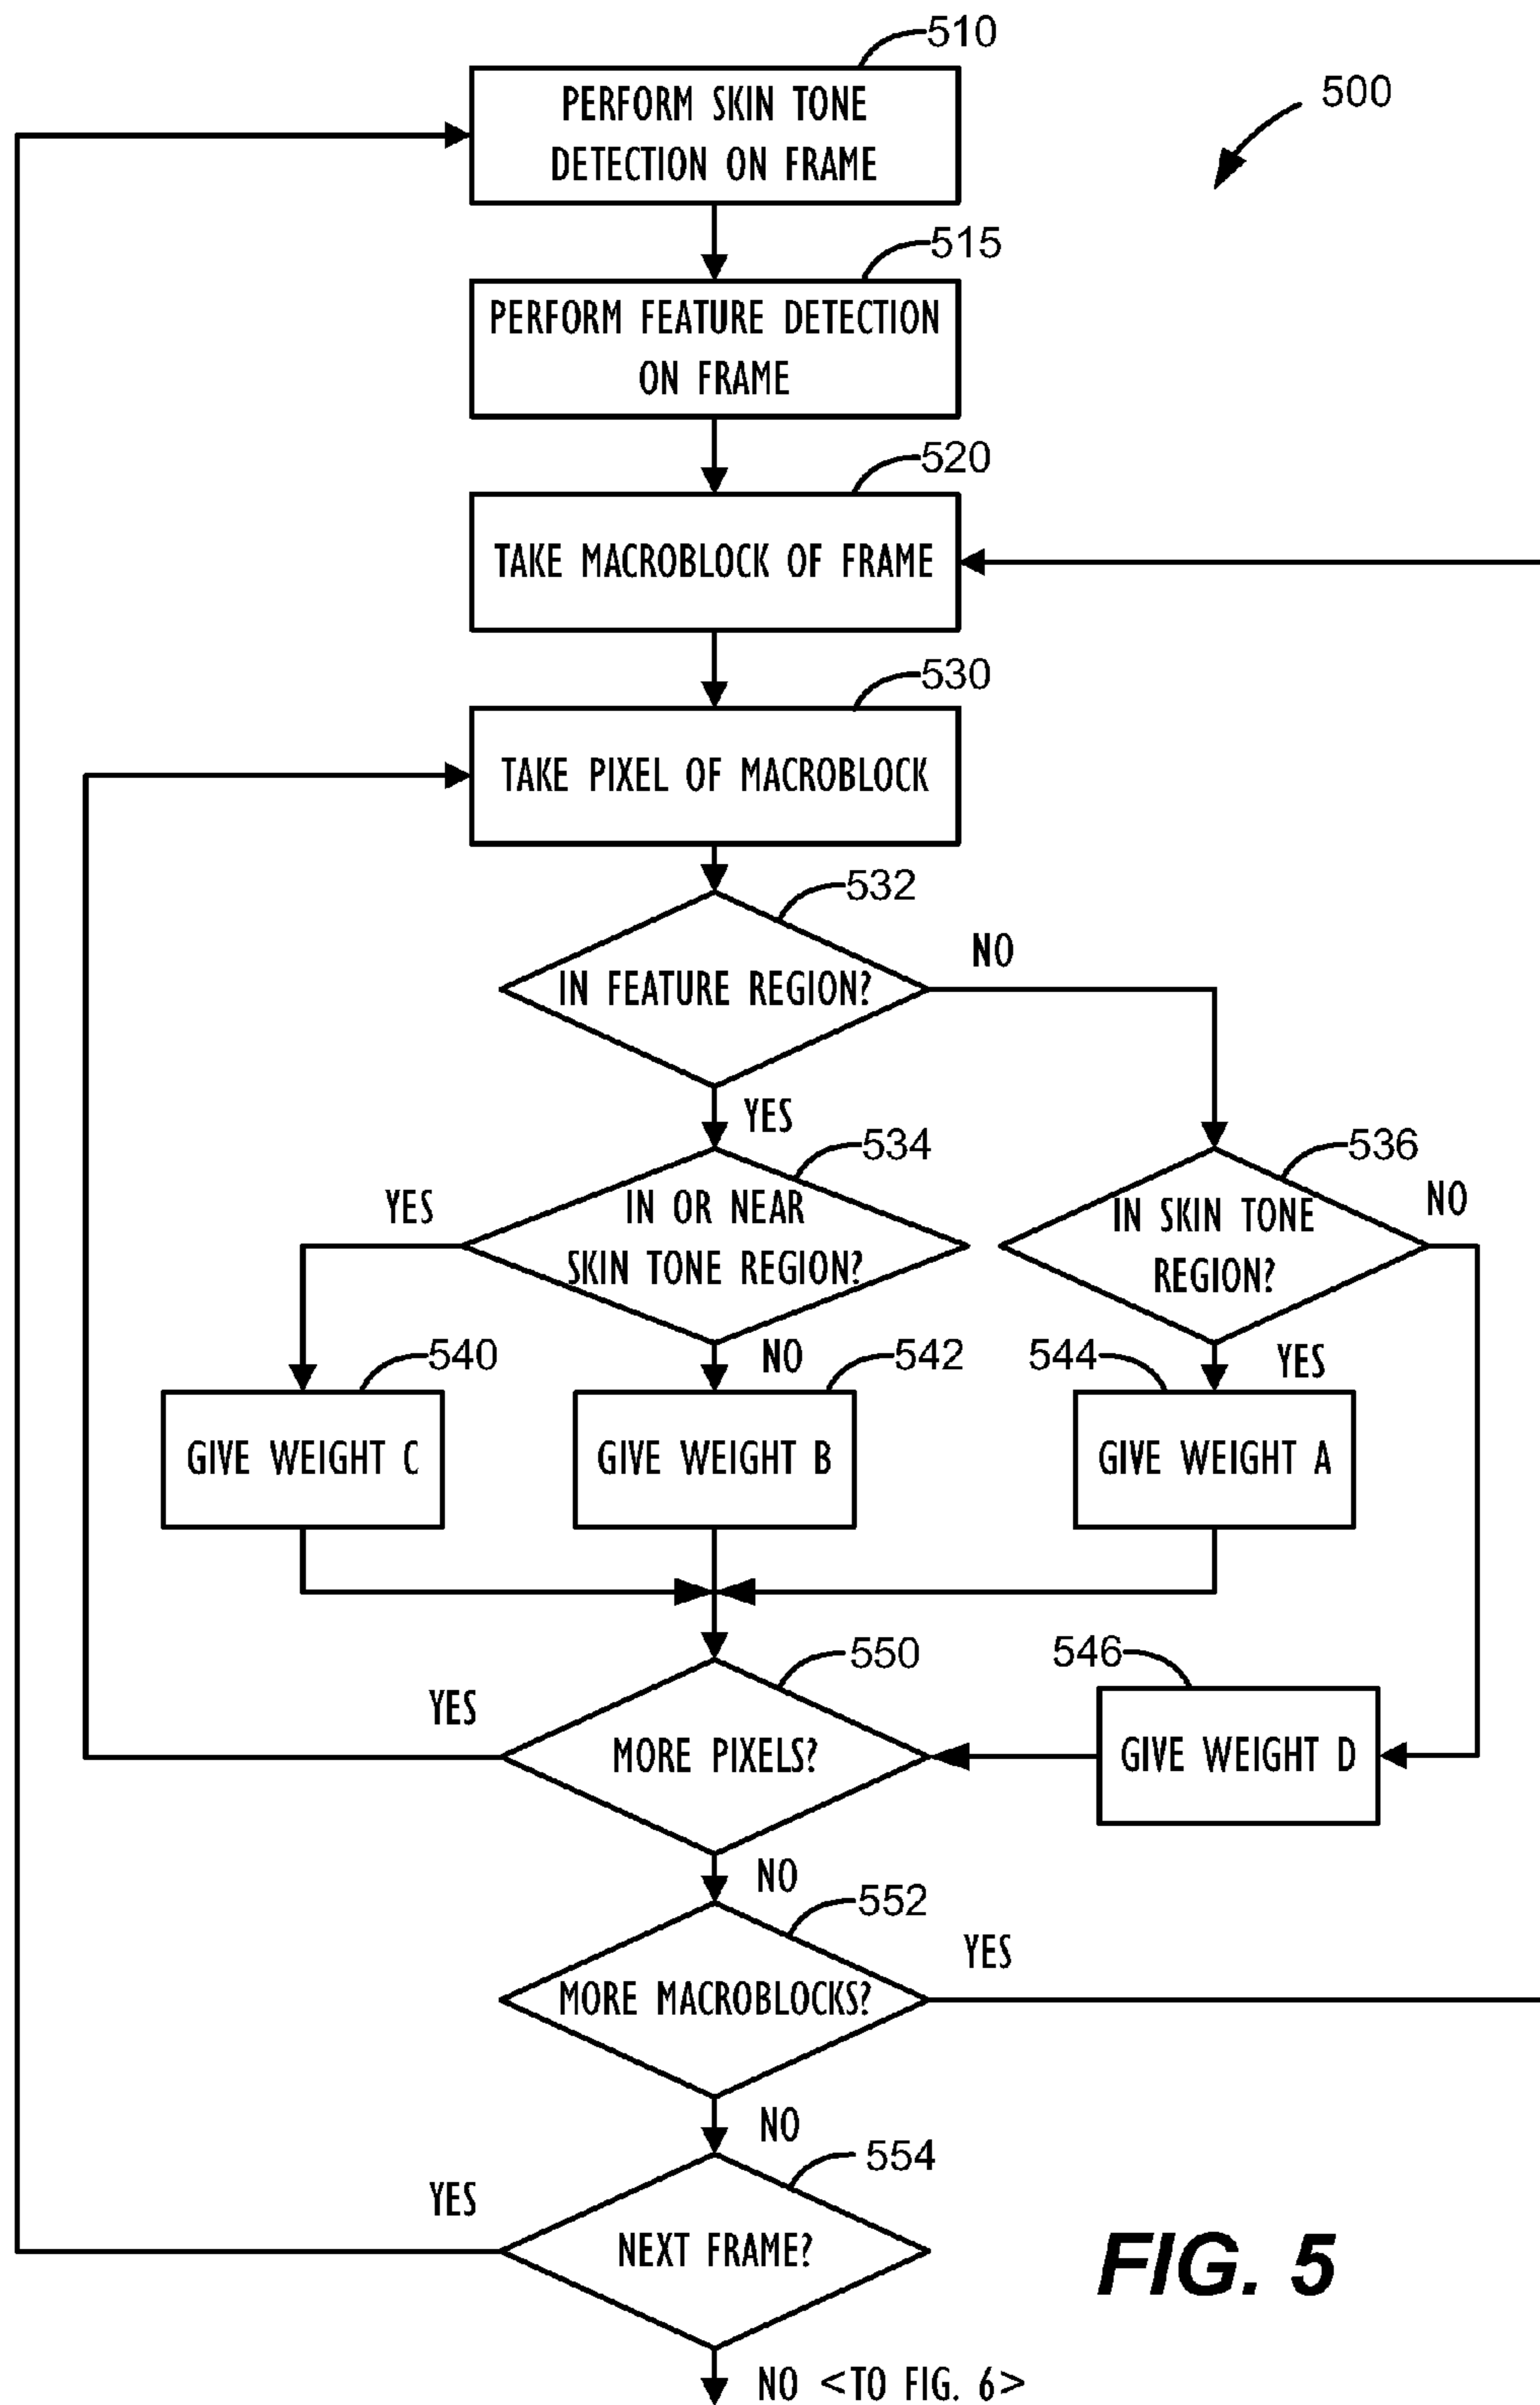 510
PERFORM SKIN TONE
DETECTION ON FRAME
500
515
PERFORM FEATURE DETECTION
ON FRAME
520
TAKE MACROBLOCK OF FRAME
530
TAKE PIXEL OF MACROBLOCK
532
IN FEATURE REGION?
NO
YES
534
IN OR NEAR
SKIN TONE REGION?
YES
536
IN SKIN TONE
REGION?
NO
540
GIVE WEIGHT C
NO
542
GIVE WEIGHT B
544
YES
GIVE WEIGHT A
550
MORE PIXELS?
YES
546
GIVE WEIGHT D
NO
552
MORE MACROBLOCKS?
YES
NO
554
NEXT FRAME?
YES
FIG. 5
NO <TO FIG. 6>